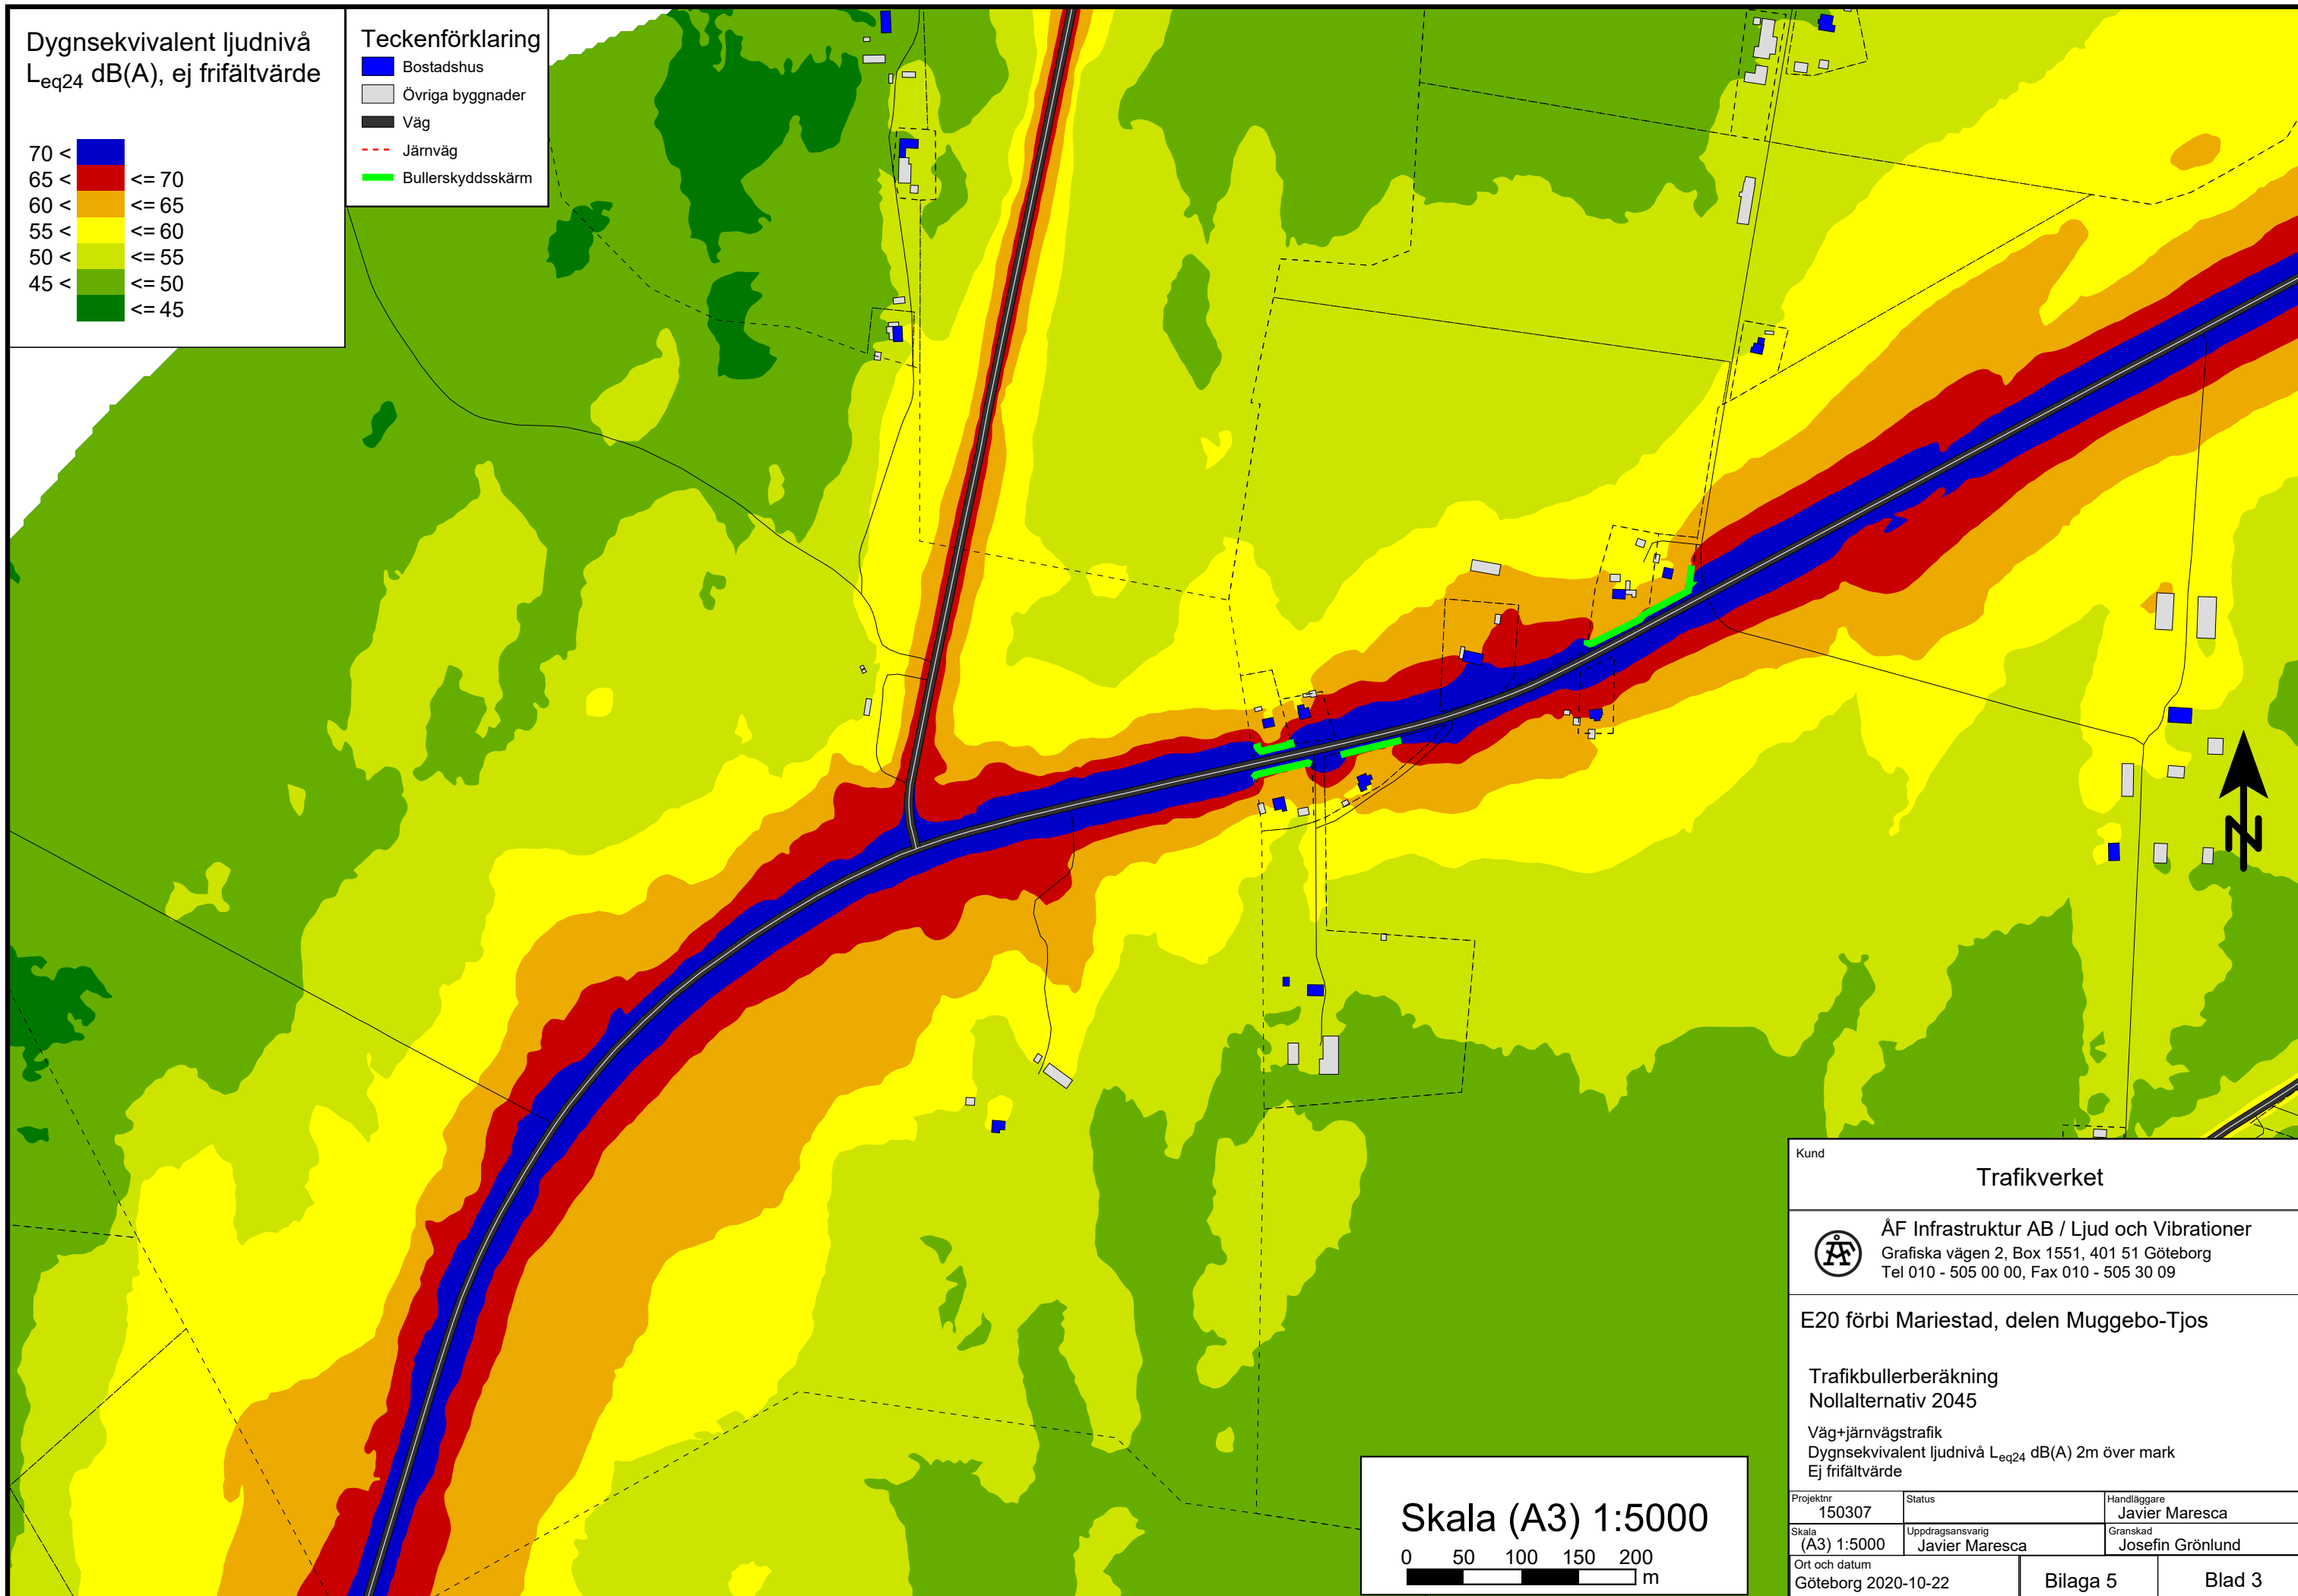 Dygnsekvivalent ljudnivå
Leq24 dB(A), ej frifältvärde
70 <
65 < <= 70
60 < <= 65
55 < <= 60
50 < <= 55
45 < <= 50
<= 45
Teckenförklaring
Bostadshus
Övriga byggnader
Väg
Järnväg
Bullerskyddsskärm
N
Skala (A3) 1:5000
0 50 100 150 200
m
Kund
Trafikverket
ÅF
ÅF Infrastruktur AB / Ljud och Vibrationer
Grafiska vägen 2, Box 1551, 401 51 Göteborg
Tel 010 - 505 00 00, Fax 010 - 505 30 09
E20 förbi Mariestad, delen Muggebo-Tjos
Trafikbullerberäkning
Nollalternativ 2045
Väg+järnvägstrafik
Dygnsekvivalent ljudnivå Leq24 dB(A) 2m över mark
Ej frifältvärde
Projektnr
150307
Status
Handläggare
Javier Maresca
Skala
(A3) 1:5000
Uppdragsansvarig
Javier Maresca
Granskad
Josefin Grönlund
Ort och datum
Göteborg 2020-10-22
Bilaga 5
Blad 3